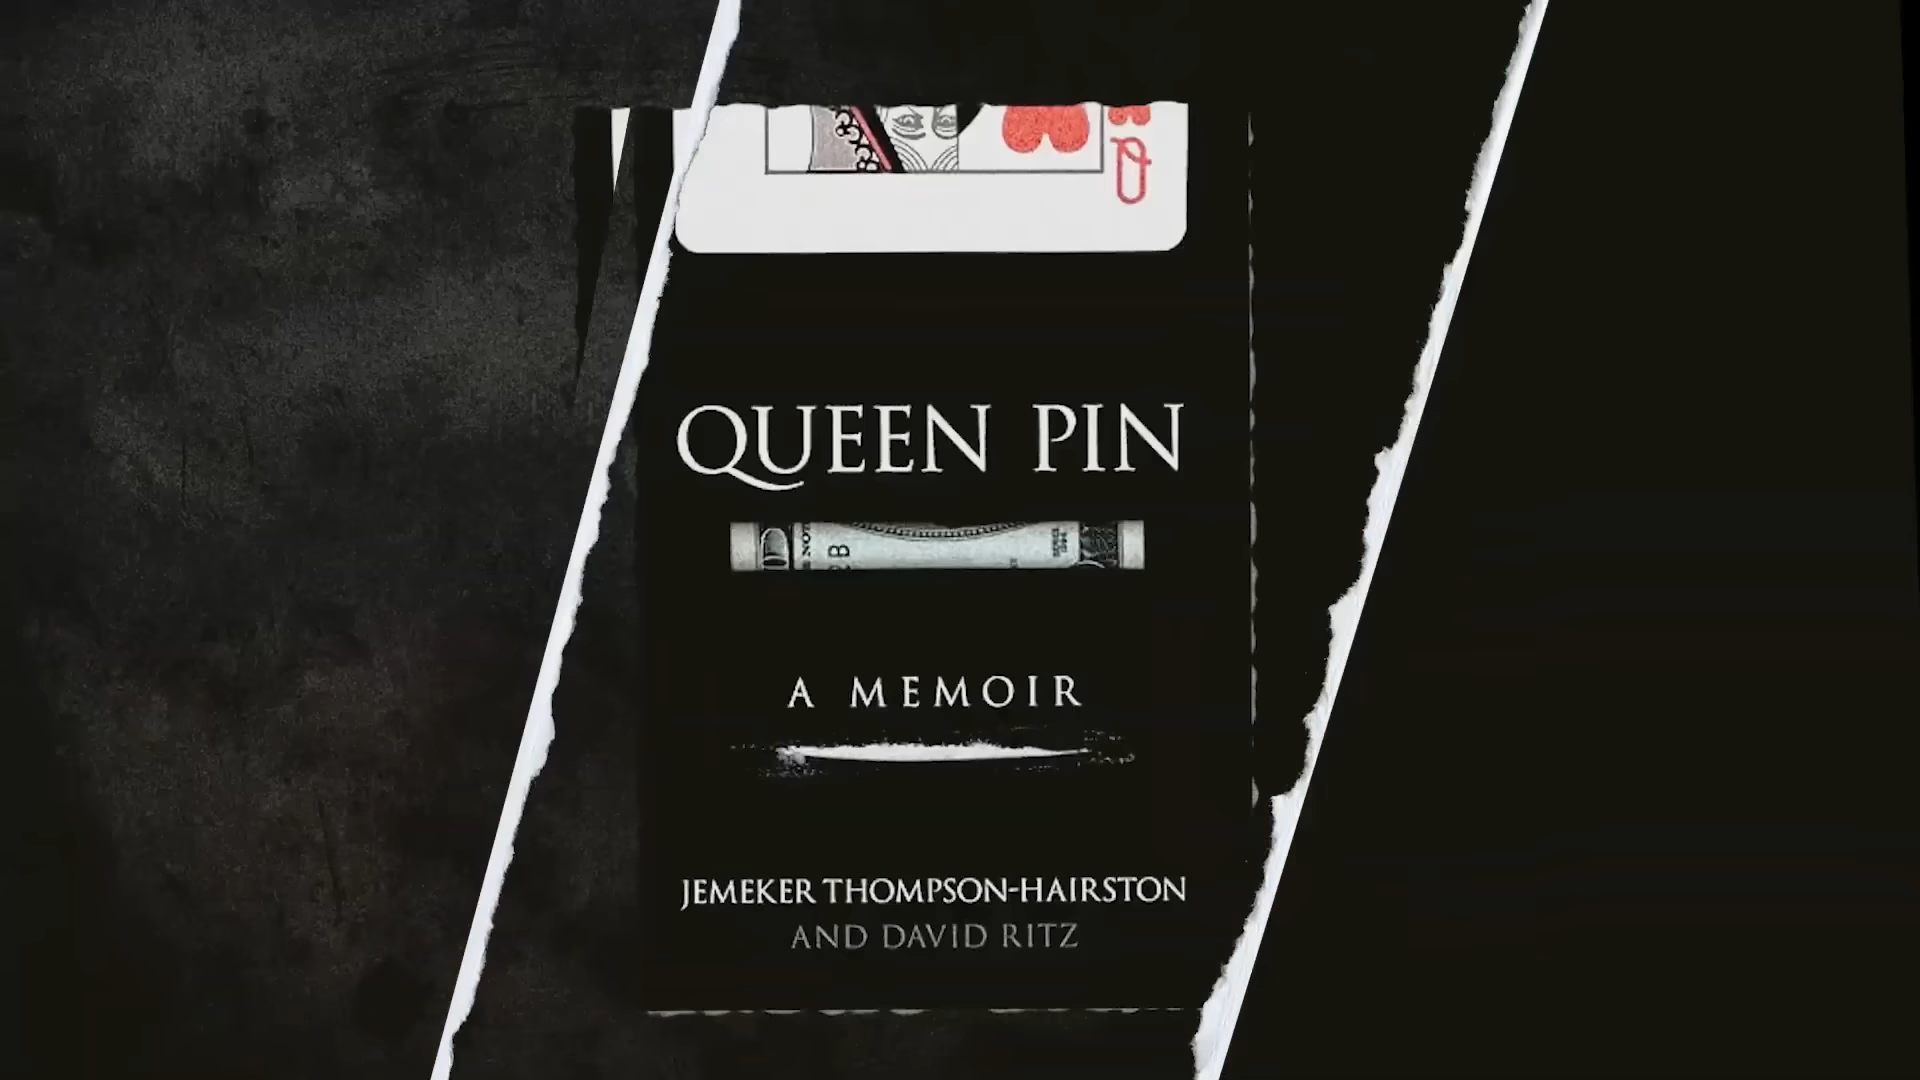 Q
QUEEN PIN
A MEMOIR
JEMEKER THOMPSON-HAIRSTON
AND DAVID RITZ